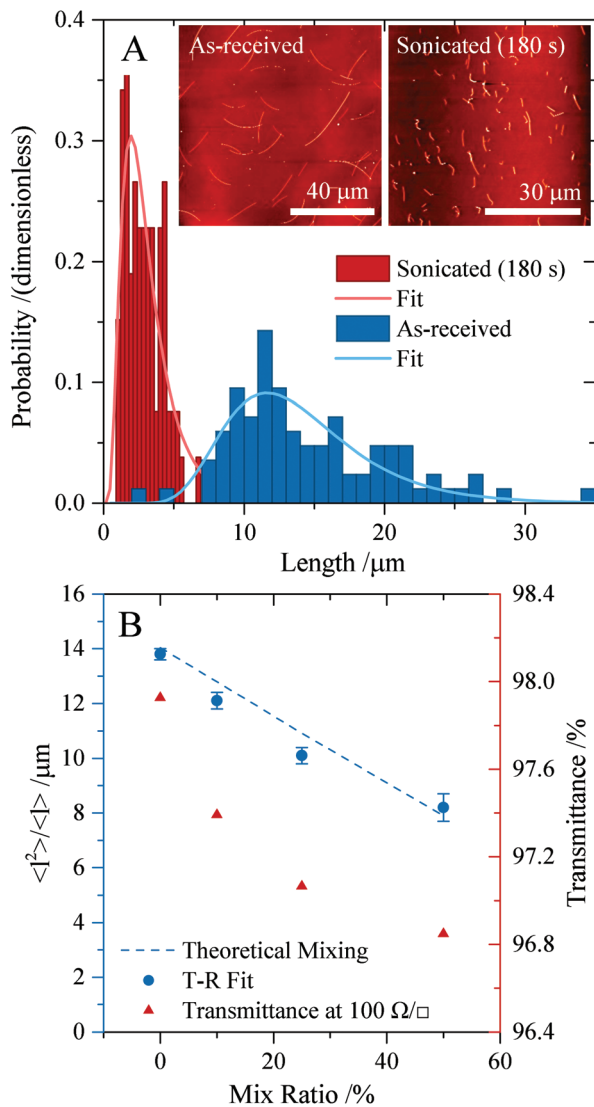 A
As-received
Sonicated (180 s)
40 μm
30 μm
Sonicated (180 s)
Fit
As-received
Fit
0.4
0.3
0.2
0.1
0.0
Probability /(dimensionless)
0 10 20 30
Length /μm
B
16
14
12
10
8
6
4
2
0
<l²>/<l> /μm
98.4
98.0
97.6
97.2
96.8
96.4
Transmittance /%
Theoretical Mixing
T-R Fit
Transmittance at 100 Ω/□
0 20 40 60
Mix Ratio /%